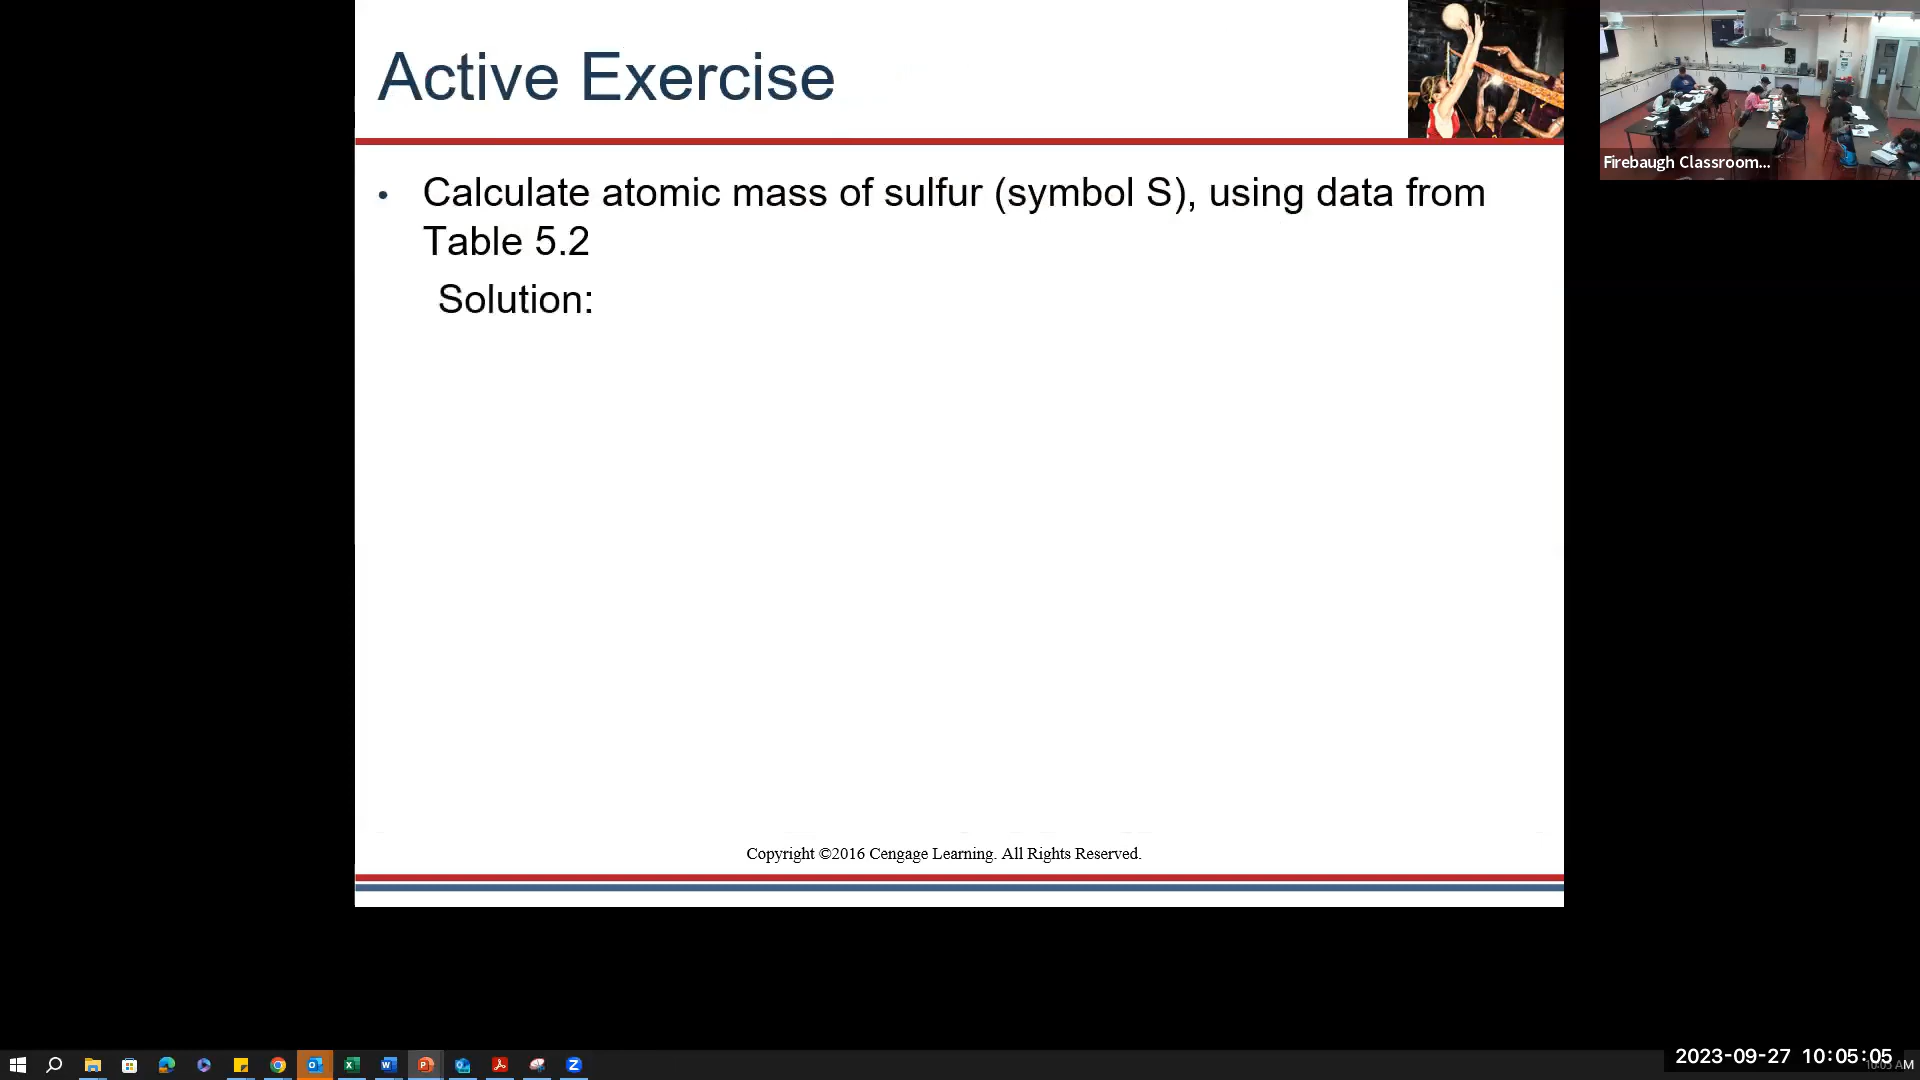 Active Exercise
• Calculate atomic mass of sulfur (symbol S), using data from
Table 5.2
Solution:
Copyright ©2016 Cengage Learning. All Rights Reserved.
Firebaugh Classroom...
2023-09-27 10:05:05